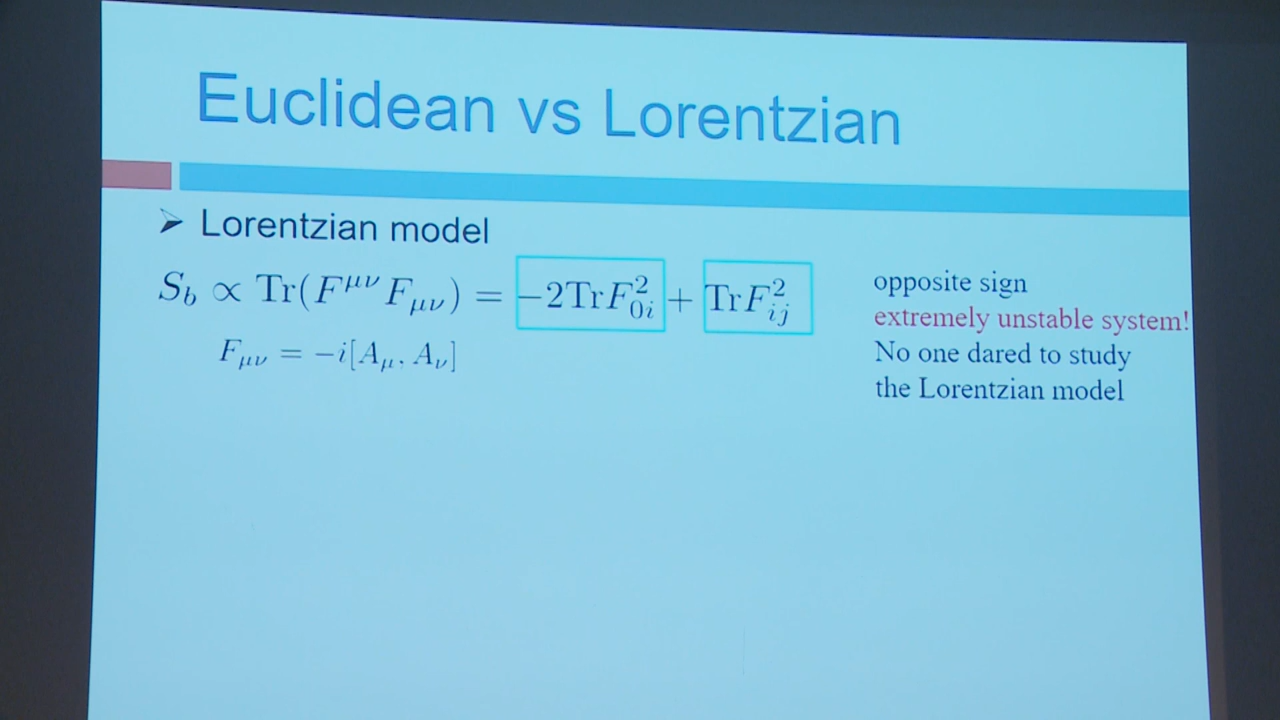 Euclidean vs Lorentzian
➢ Lorentzian model
S_b ∝ Tr(F^{μν} F_{μν}) = −2TrF_{0i}^2 + TrF_{ij}^2
F_{μν} = −i[A_μ, A_ν]
opposite sign
extremely unstable system!
No one dared to study
the Lorentzian model